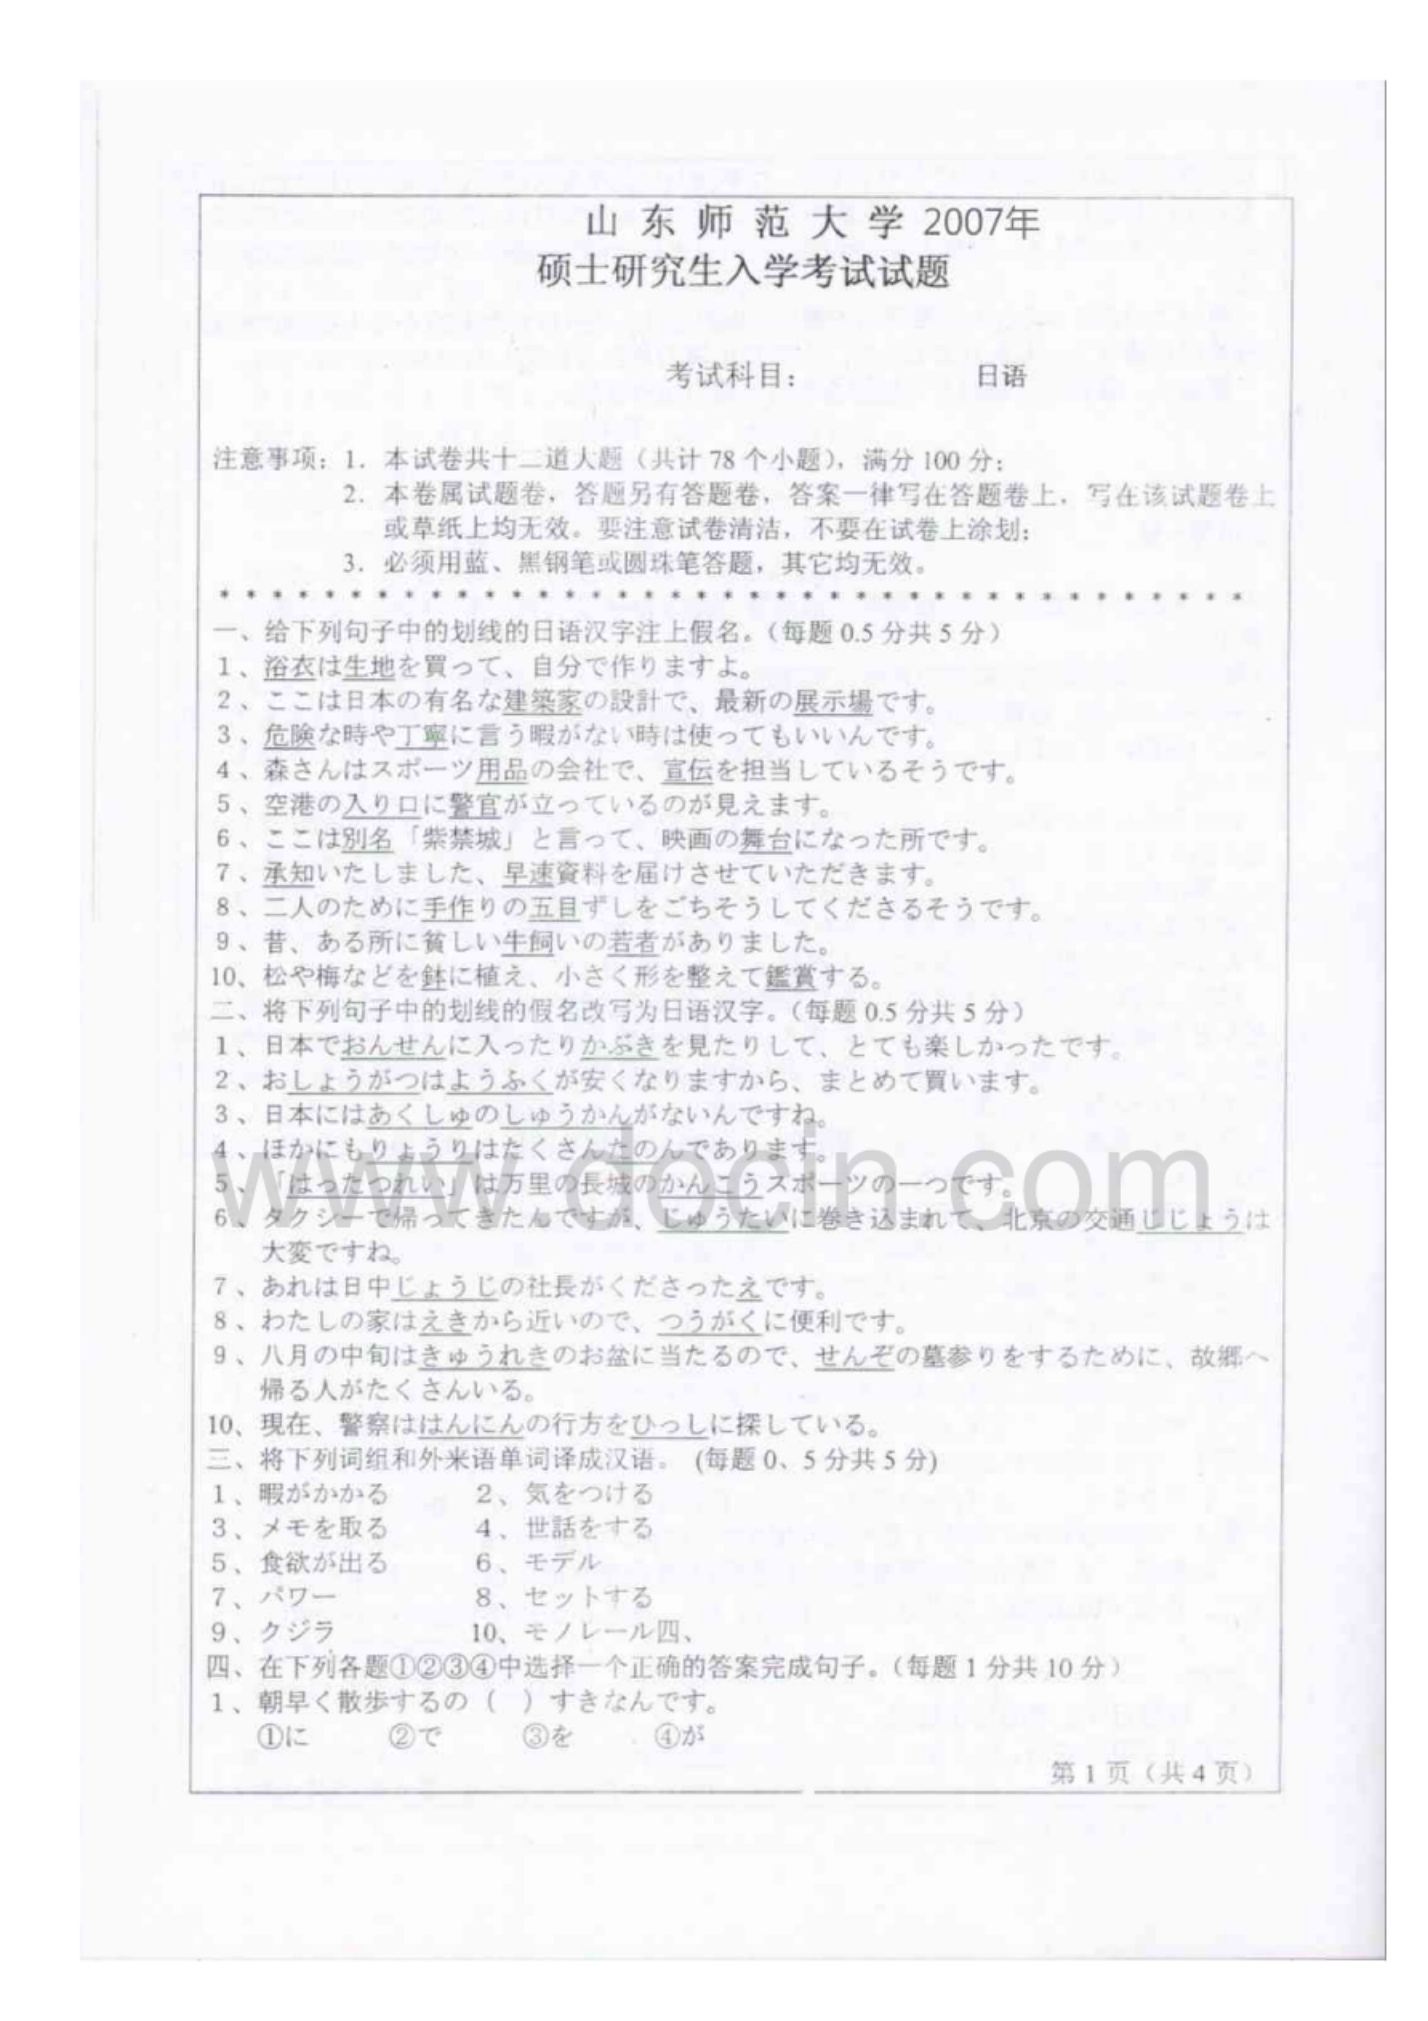 山 东 师 范 大 学 2007年
硕士研究生入学考试试题
考试科目： 日语
注意事项：1．本试卷共十二道大题（共计 78 个小题），满分 100 分；
2．本卷属试题卷，答题另有答题卷，答案一律写在答题卷上，写在该试题卷上
或草纸上均无效。要注意试卷清洁，不要在试卷上涂划；
3．必须用蓝、黑钢笔或圆珠笔答题，其它均无效。
* * * * * * * * * * * * * * * * * * * * * * * * * * * * * * * * * * * * * * *
一、给下列句子中的划线的日语汉字注上假名。（每题 0.5 分共 5 分）
1、浴衣は生地を買って、自分で作りますよ。
2、ここは日本の有名な建築家の設計で、最新の展示場です。
3、危険な時や丁寧に言う暇がない時は使ってもいいんです。
4、森さんはスポーツ用品の会社で、宣伝を担当しているそうです。
5、空港の入り口に警官が立っているのが見えます。
6、ここは別名「紫禁城」と言って、映画の舞台になった所です。
7、承知いたしました、早速資料を届けさせていただきます。
8、二人のために手作りの五目ずしをごちそうしてくださるそうです。
9、昔、ある所に貧しい牛飼いの若者がありました。
10、松や梅などを鉢に植え、小さく形を整えて鑑賞する。
二、将下列句子中的划线的假名改写为日语汉字。（每题 0.5 分共 5 分）
1、日本でおんせんに入ったりかぶきを見たりして、とても楽しかったです。
2、おしょうがつはようふくが安くなりますから、まとめて買います。
3、日本にはあくしゅのしゅうかんがないんですね。
4、ほかにもりょうりはたくさんたのんであります。
5、「はったつれい」は万里の長城のかんこうスポーツの一つです。
6、タクシーで帰ってきたんですが、じゅうたいに巻き込まれて、北京の交通じじょうは
大変ですね。
7、あれは日中じょうじの社長がくださったえです。
8、わたしの家はえきから近いので、つうがくに便利です。
9、八月の中旬はきゅうれきのお盆に当たるので、せんぞの墓参りをするために、故郷へ
帰る人がたくさんいる。
10、現在、警察ははんにんの行方をひっしに探している。
三、将下列词组和外来语单词译成汉语。（每题 0、5 分共 5 分)
1、暇がかかる 2、気をつける
3、メモを取る 4、世話をする
5、食欲が出る 6、モデル
7、パワー 8、セットする
9、クジラ 10、モノレール四、
四、在下列各题①②③④中选择一个正确的答案完成句子。（每题 1 分共 10 分）
1、朝早く散歩するの（ ）すきなんです。
①に ②で ③を ④が
第 1 页（共 4 页）
www.docin.com